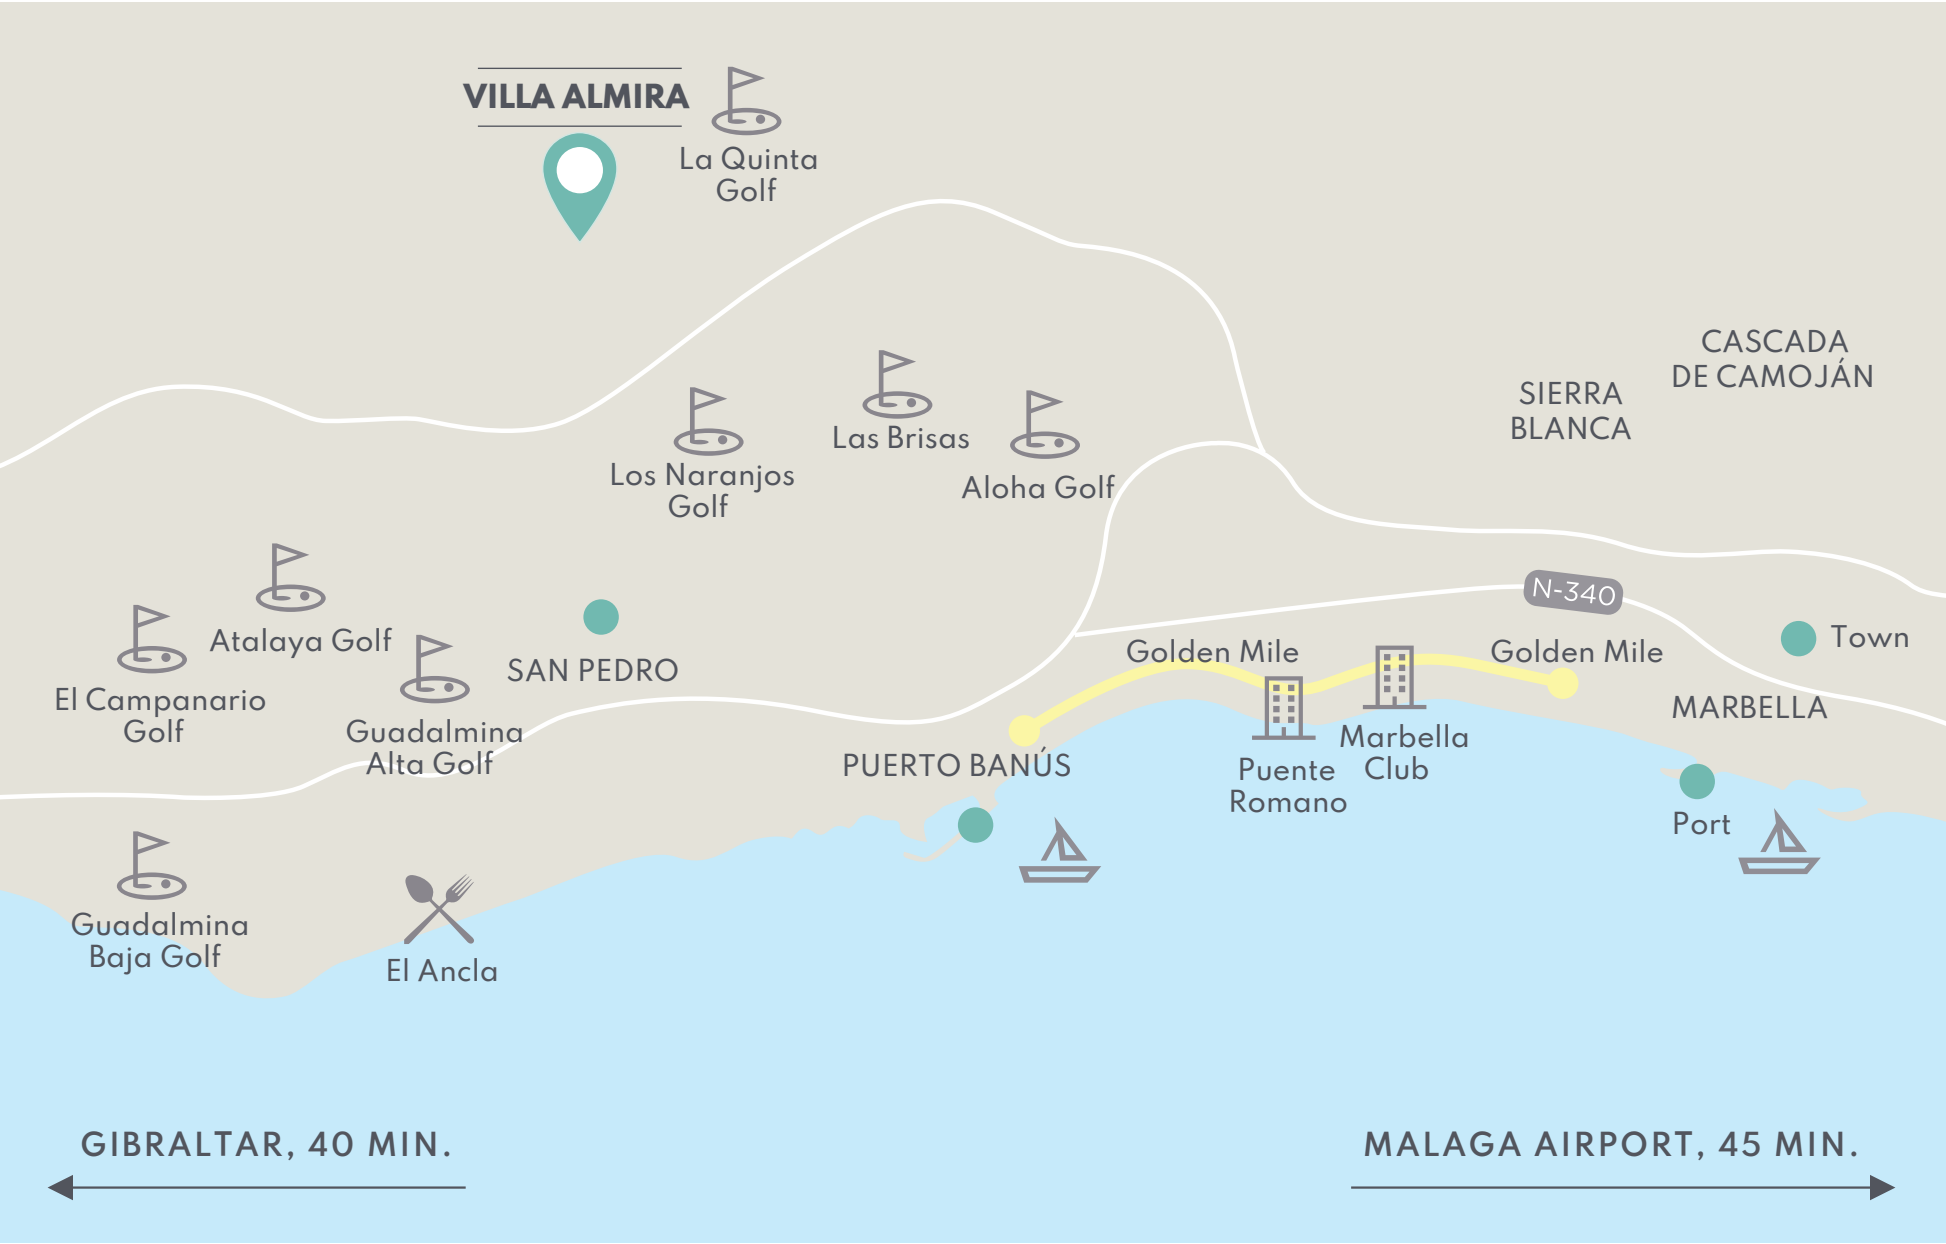 VILLA ALMIRA
La Quinta
Golf
CASCADA
DE CAMOJÁN
SIERRA
BLANCA
Las Brisas
Los Naranjos
Golf
Aloha Golf
N-340
Atalaya Golf
El Campanario
Golf
SAN PEDRO
Guadalmina
Alta Golf
Golden Mile
Golden Mile
Town
MARBELLA
PUERTO BANÚS
Puente
Romano
Marbella
Club
Port
Guadalmina
Baja Golf
El Ancla
GIBRALTAR, 40 MIN.
MALAGA AIRPORT, 45 MIN.